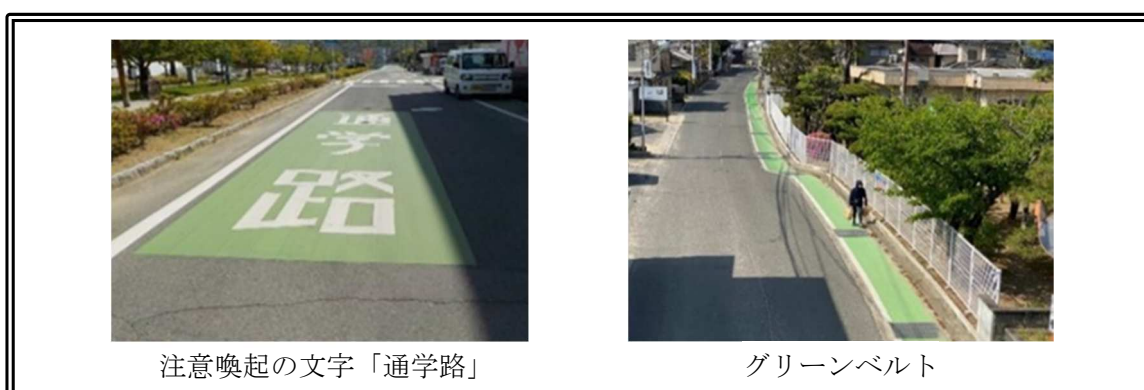 通学路
注意喚起の文字「通学路」
グリーンベルト